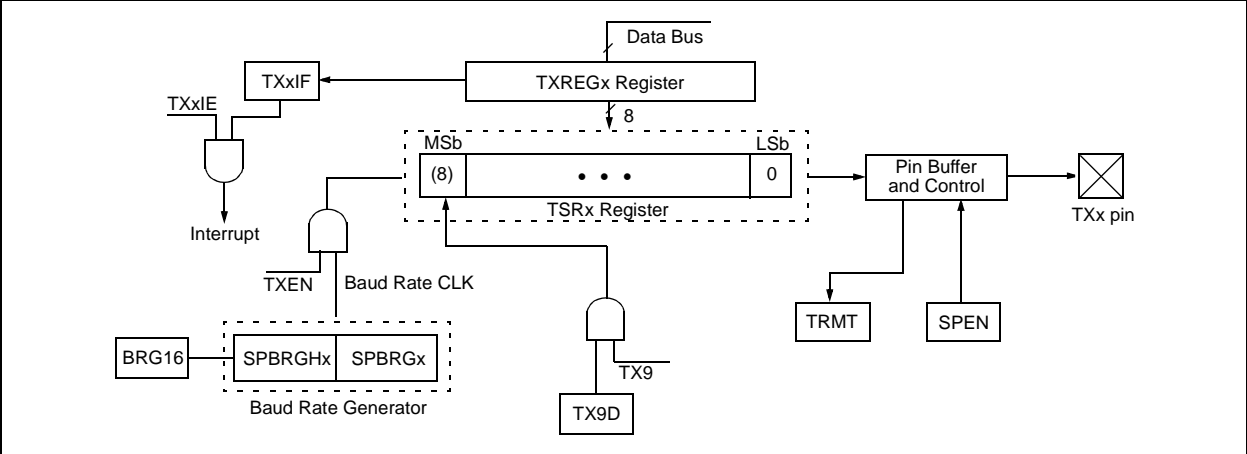 Data Bus
TXxIF
TXREGx Register
TXxIE
8
MSb
LSb
(8)
• • •
0
Pin Buffer
and Control
TSRx Register
TXx pin
Interrupt
TXEN
Baud Rate CLK
TRMT
SPEN
BRG16
SPBRGHx
SPBRGx
TX9
Baud Rate Generator
TX9D